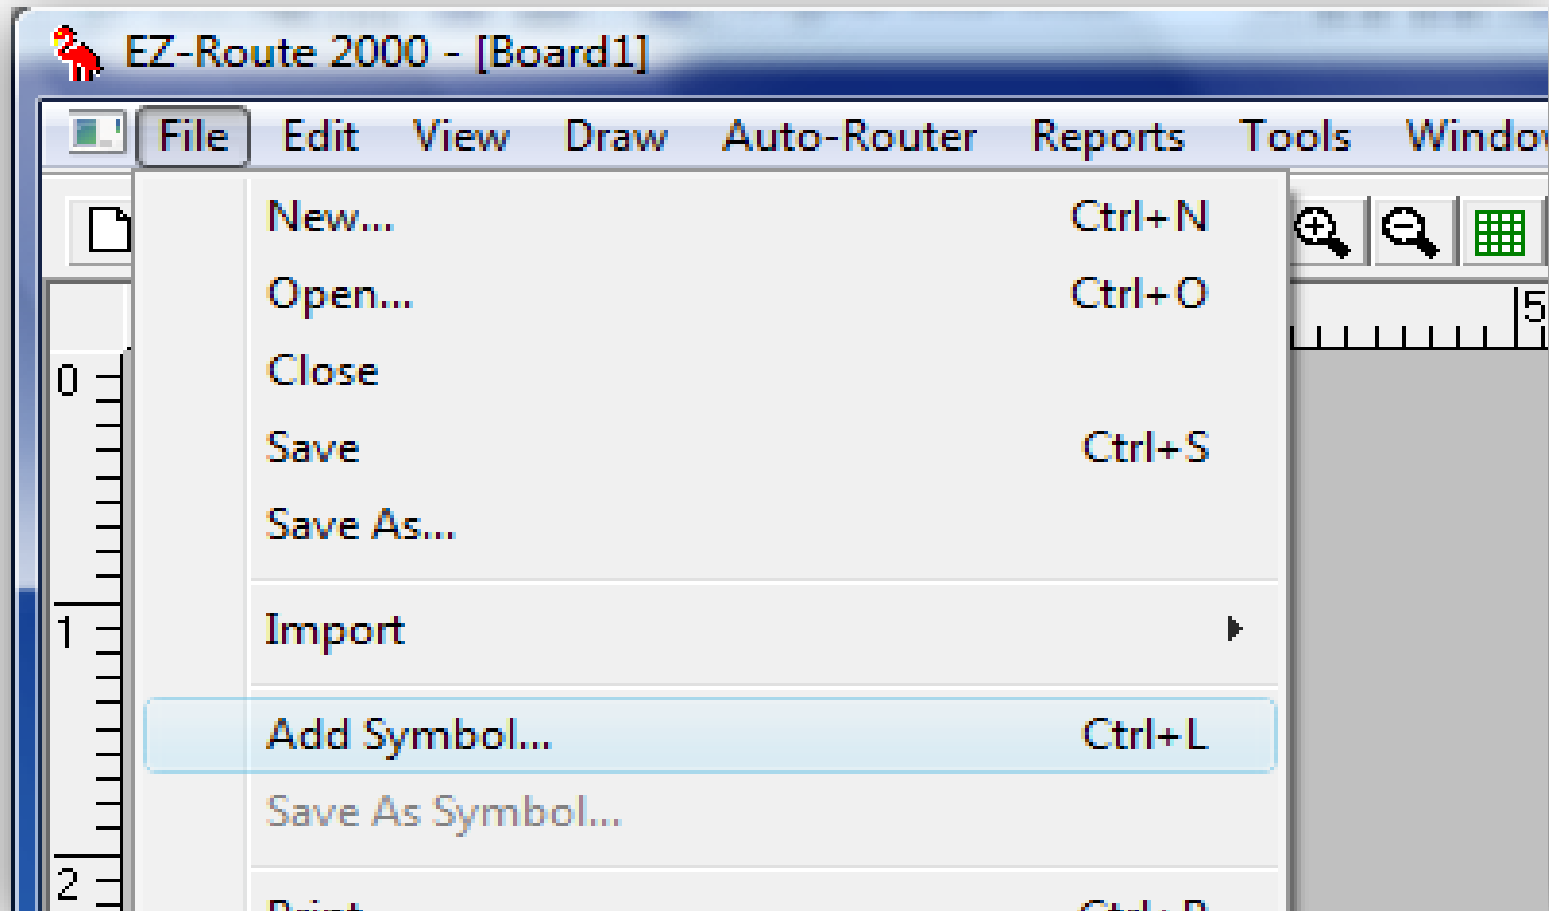 EZ-Route 2000 - [Board1]
File Edit View Draw Auto-Router Reports Tools
New... Ctrl+N
Open... Ctrl+O
5
0
Close
Save Ctrl+S
Save As...
1
Import
Add Symbol... Ctrl+L
Save As Symbol...
2